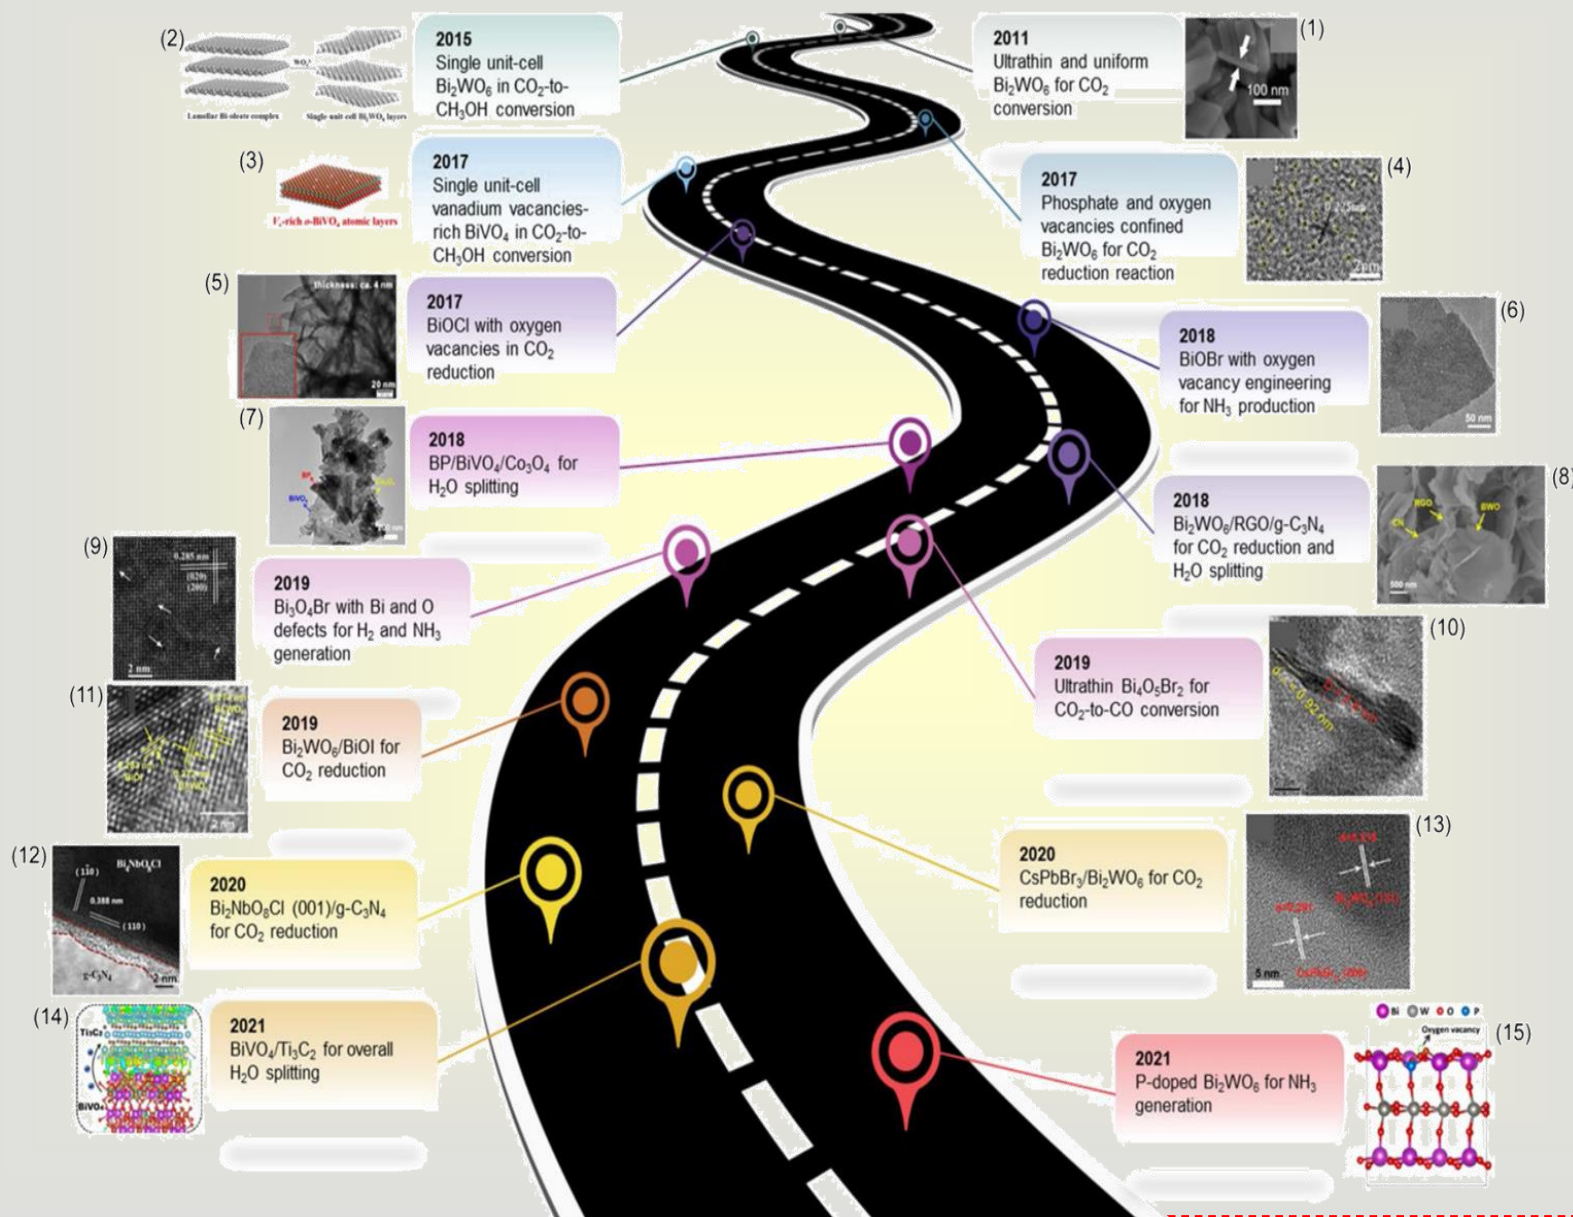 (2)
WO₄²⁻
Lamellar Bi-oleate complex
Single-unit-cell Bi₂WO₆ layers
2015
Single unit-cell
Bi₂WO₆ in CO₂-to-
CH₃OH conversion
2011
Ultrathin and uniform
Bi₂WO₆ for CO₂
conversion
(1)
100 nm
(3)
Vᵥ-rich o-BiVO₄ atomic layers
2017
Single unit-cell
vanadium vacancies-
rich BiVO₄ in CO₂-to-
CH₃OH conversion
2017
Phosphate and oxygen
vacancies confined
Bi₂WO₆ for CO₂
reduction reaction
(4)
2 nm
(5)
thickness: ca. 4 nm
20 nm
2017
BiOCl with oxygen
vacancies in CO₂
reduction
2018
BiOBr with oxygen
vacancy engineering
for NH₃ production
(6)
50 nm
(7)
BP
BiVO₄
2018
BP/BiVO₄/Co₃O₄ for
H₂O splitting
2018
Bi₂WO₆/RGO/g-C₃N₄
for CO₂ reduction and
H₂O splitting
(8)
RGO
BWO
CN
500 nm
(9)
0.285 nm
(020)
(200)
2 nm
2019
Bi₃O₄Br with Bi and O
defects for H₂ and NH₃
generation
2019
Ultrathin Bi₄O₅Br₂ for
CO₂-to-CO conversion
(10)
(11)
2019
Bi₂WO₆/BiOI for
CO₂ reduction
(12)
Bi₄NbO₈Cl
(11̄0)
0.388 nm
(110)
g-C₃N₄
2 nm
2020
Bi₂NbO₈Cl (001)/g-C₃N₄
for CO₂ reduction
2020
CsPbBr₃/Bi₂WO₆ for CO₂
reduction
(13)
5 nm
(14)
Ti₃C₂
BiVO₄
2021
BiVO₄/Ti₃C₂ for overall
H₂O splitting
2021
P-doped Bi₂WO₆ for NH₃
generation
(15)
Bi W O P
Oxygen vacancy